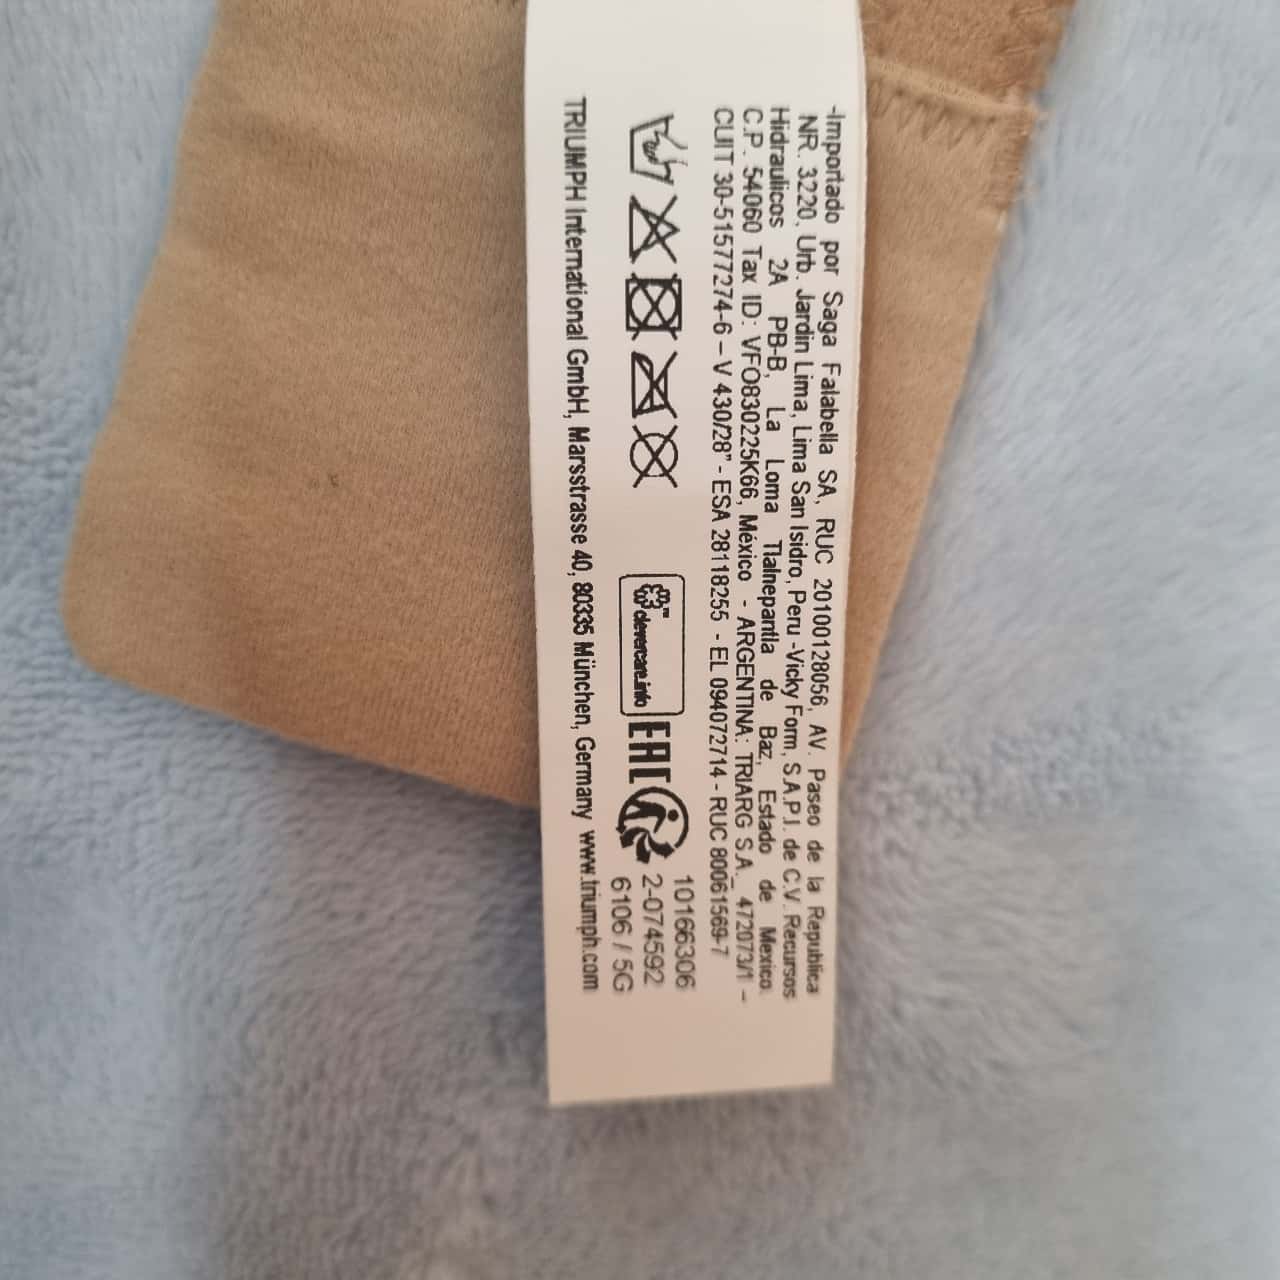 -Importado por Saga Falabella SA, RUC 20100128056, AV. Paseo de la Republica
NR. 3220, Urb. Jardin Lima, Lima San Isidro, Peru -Vicky Form, S.A.P.I. de C.V. Recursos
Hidraulicos 2A PB-B, La Loma Tlalnepantla de Baz, Estado de Mexico.
C.P. 54060 Tax ID: VFO830225K66, México - ARGENTINA: TRIARG S.A._ 472073/1 –
CUIT 30-51577274-6 – V 430/28" - ESA 28118255 - EL 094072714 - RUC 80061569-7
10166306
2-074592
6106 / 5G
clevercare.info
EAC
TRIUMPH International GmbH, Marsstrasse 40, 80335 München, Germany www.triumph.com